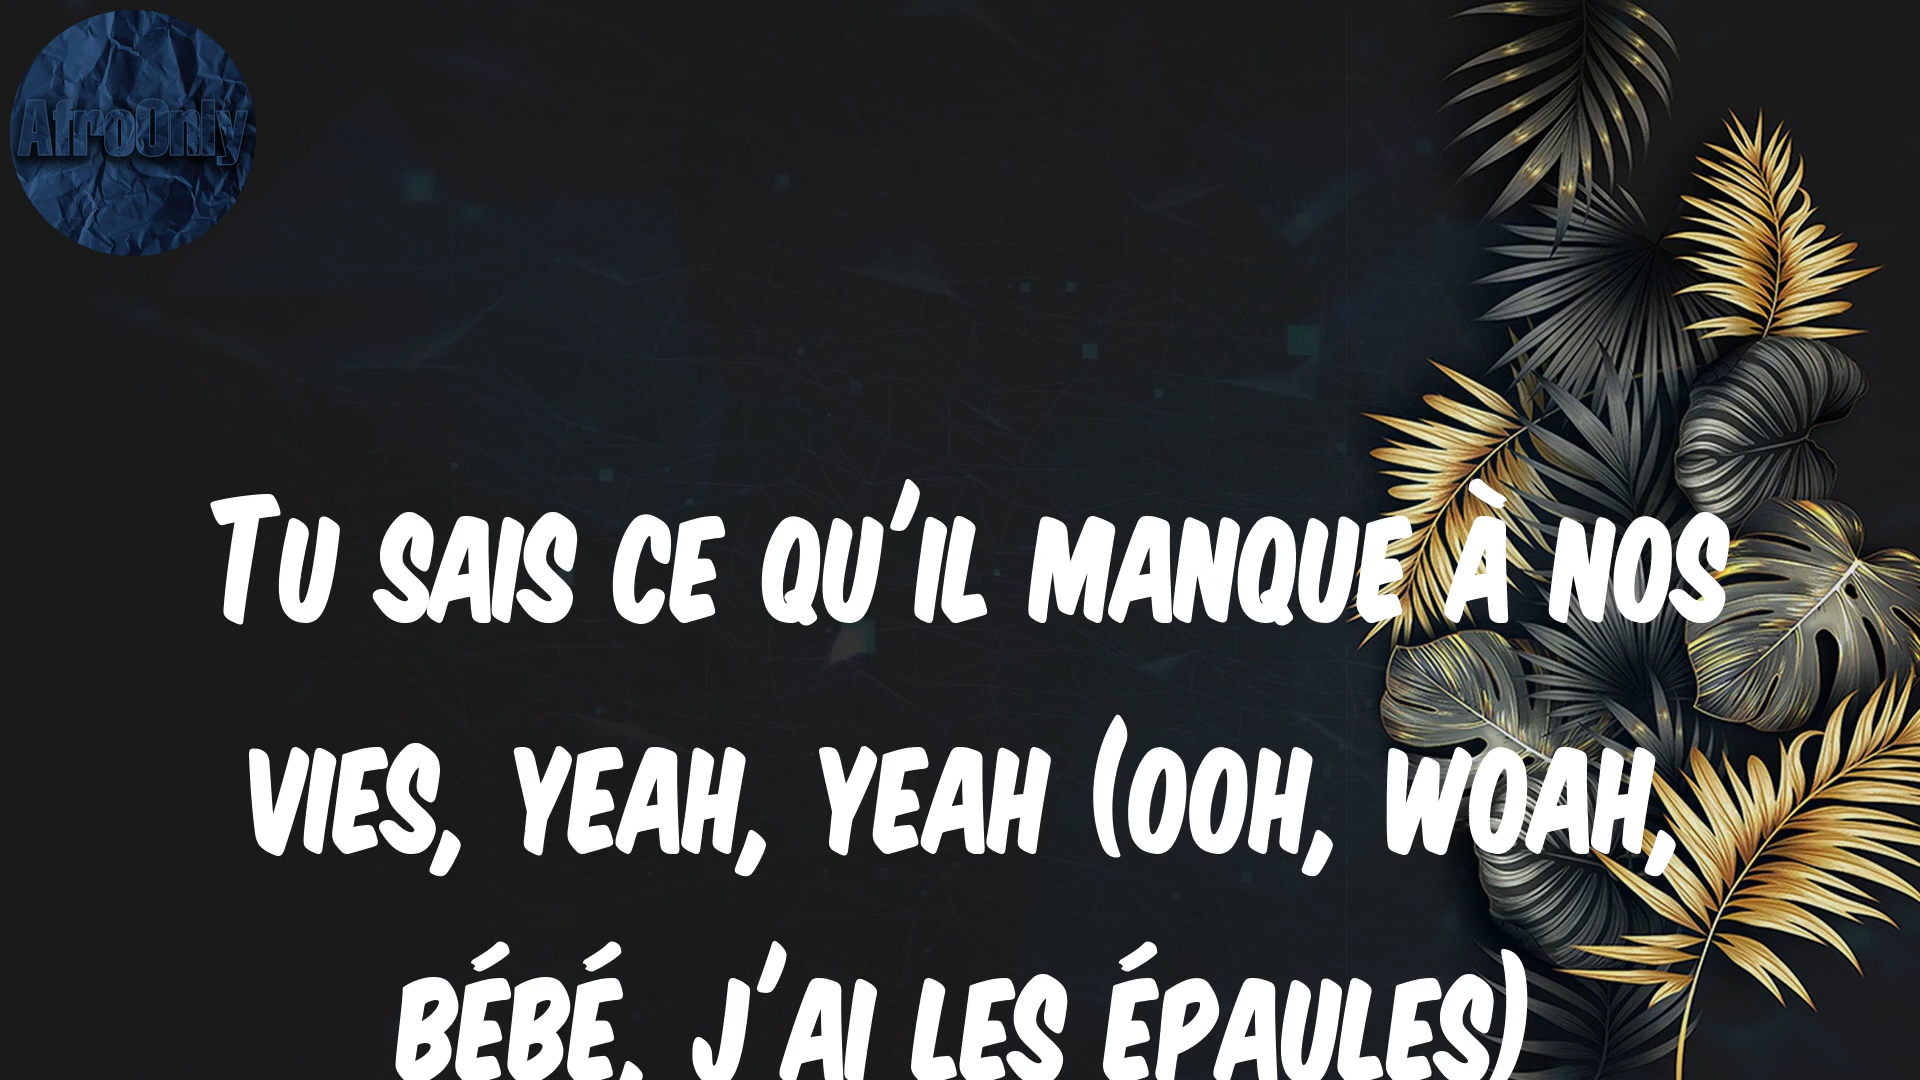 AfroOnly
Tu sais ce qu'il manque à nos
vies, yeah, yeah (ooh, woah,
bébé, j'ai les épaules)